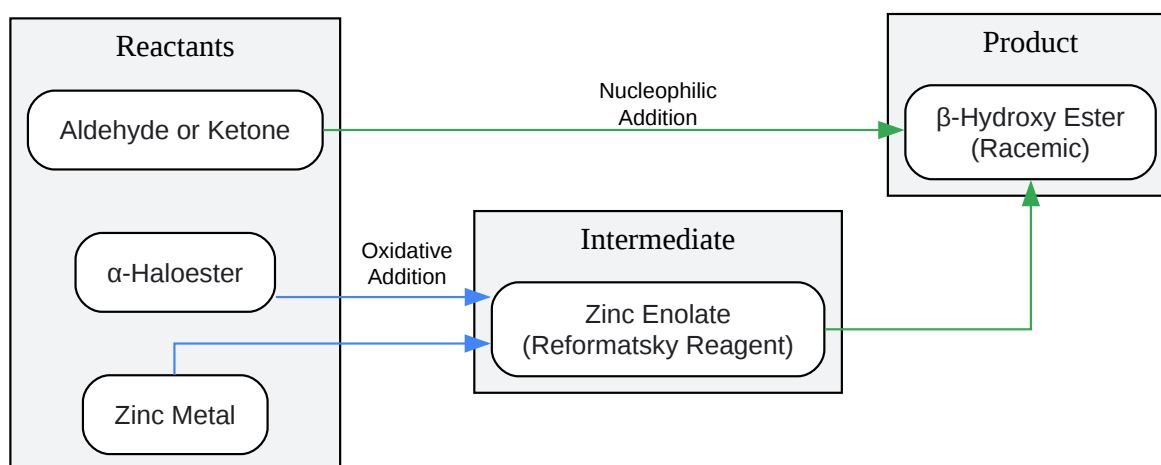 Reactants
Aldehyde or Ketone
α-Haloester
Zinc Metal
Oxidative
Addition
Nucleophilic
Addition
Intermediate
Zinc Enolate
(Reformatsky Reagent)
Product
β-Hydroxy Ester
(Racemic)